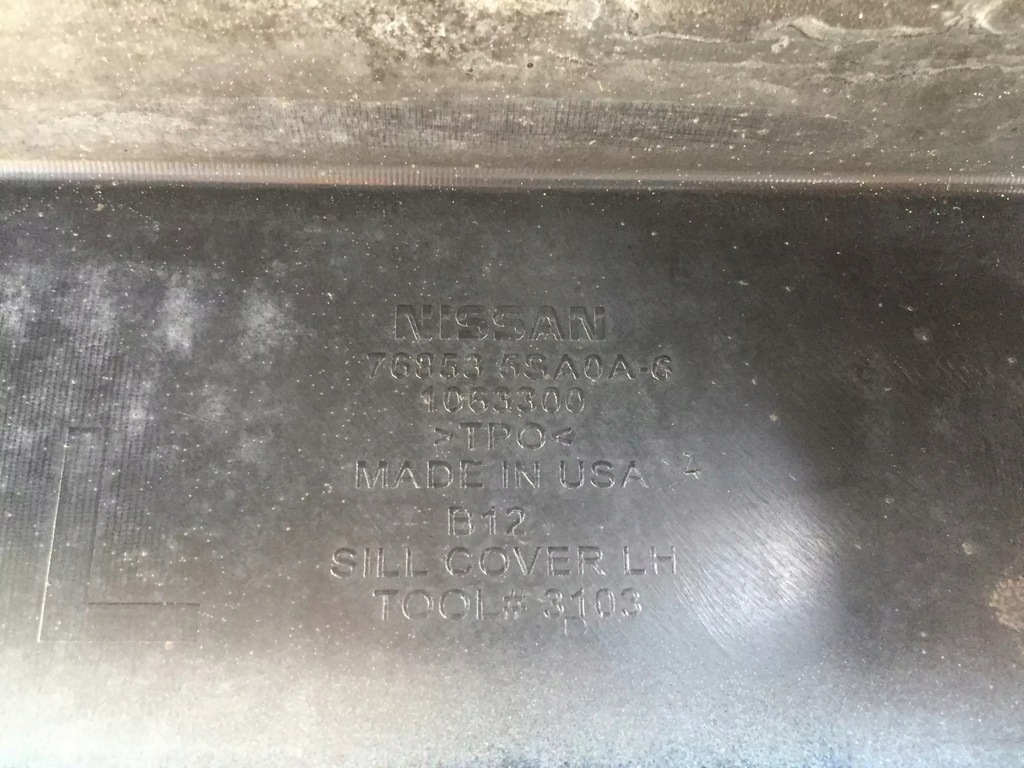 NISSAN
76853 5SA0A-6
1063300
>TPO<
MADE IN USA
B12
SILL COVER LH
TOOL# 3103
L